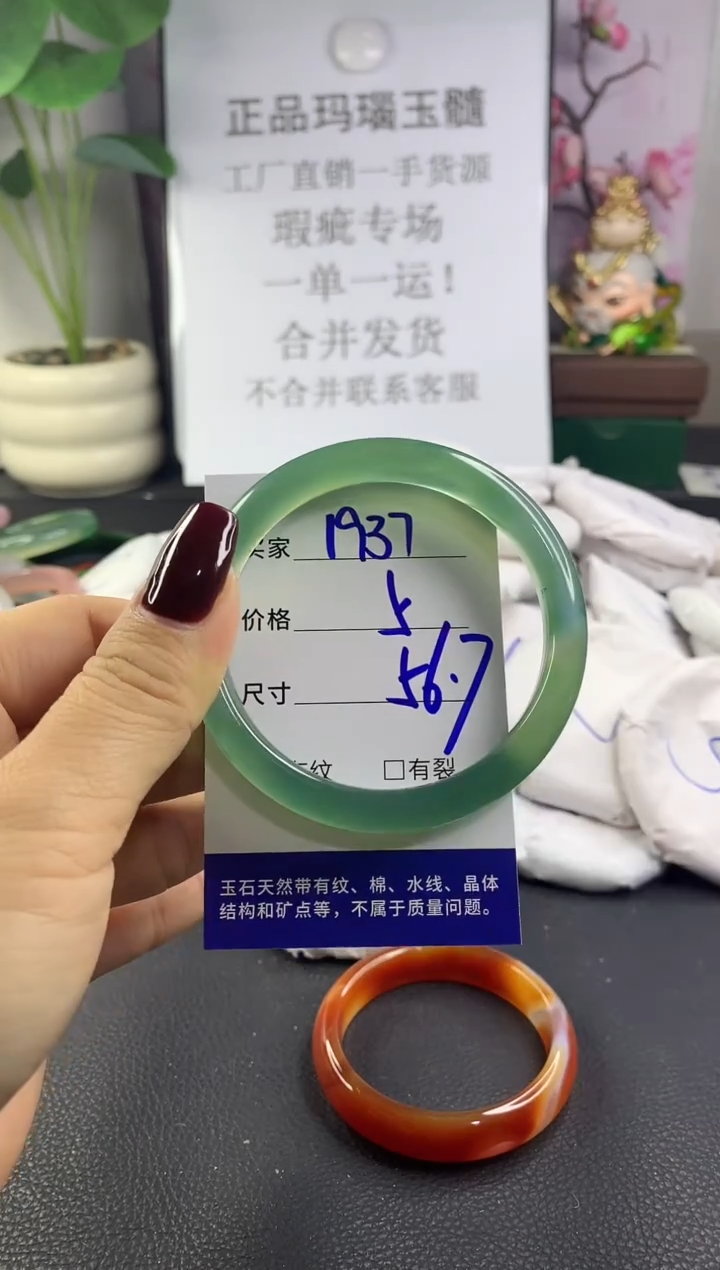 正品玛瑙玉髓
工厂直销一手货源
瑕疵专场
一单一运！
合并发货
不合并联系客服
买家 1937
价格 5
尺寸 56.7
纹 □有裂
玉石天然带有纹、棉、水线、晶体
结构和矿点等，不属于质量问题。